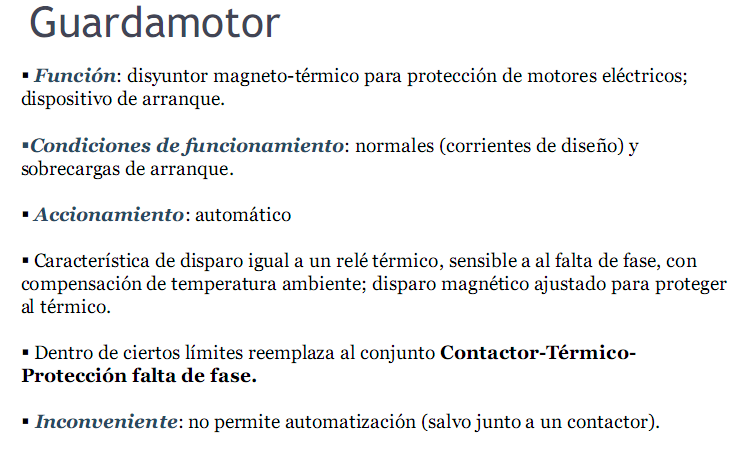 Guardamotor
▪ Función: disyuntor magneto-térmico para protección de motores eléctricos;
dispositivo de arranque.
▪Condiciones de funcionamiento: normales (corrientes de diseño) y
sobrecargas de arranque.
▪ Accionamiento: automático
▪ Característica de disparo igual a un relé térmico, sensible a al falta de fase, con
compensación de temperatura ambiente; disparo magnético ajustado para proteger
al térmico.
▪ Dentro de ciertos límites reemplaza al conjunto Contactor-Térmico-
Protección falta de fase.
▪ Inconveniente: no permite automatización (salvo junto a un contactor).